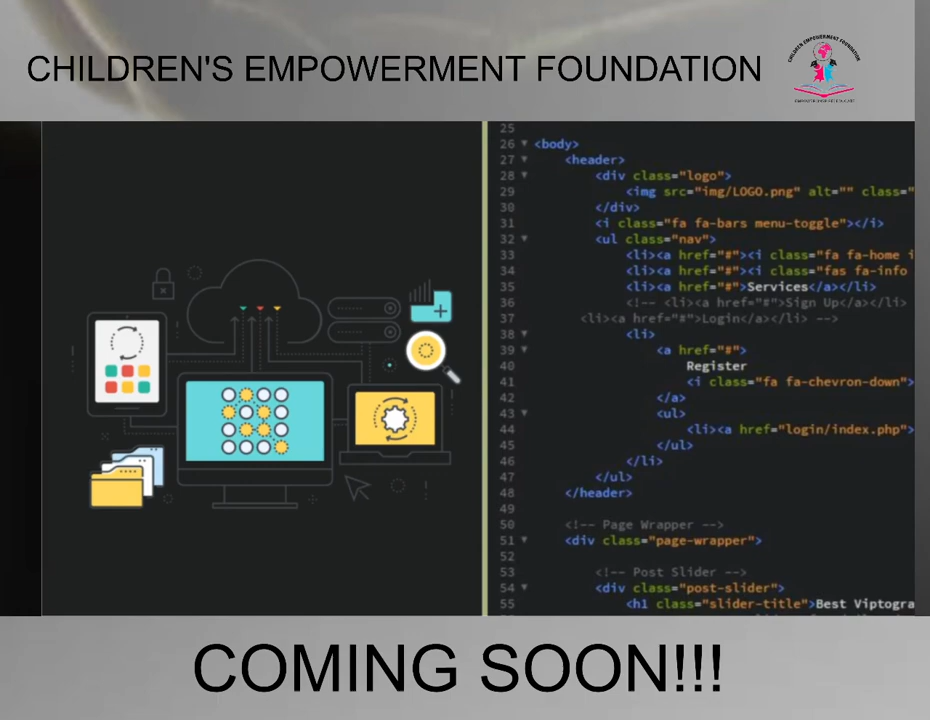 CHILDREN'S EMPOWERMENT FOUNDATION
CHILDREN EMPOWERMENT FOUNDATION
25
26 <body>
27 <header>
28 <div class="logo">
29 <img src="img/LOGO.png" alt="" class="
30 </div>
31 <i class="fa fa-bars menu-toggle"></i>
32 <ul class="nav">
33 <li><a href="#"><i class="fa fa-home i
34 <li><a href="#"><i class="fas fa-info
35 <li><a href="#">Services</a></li>
36 <!-- <li><a href="#">Sign Up</a></li>
37 <li><a href="#">Login</a></li> -->
38 <li>
39 <a href="#">
40 Register
41 <i class="fa fa-chevron-down">
42 </a>
43 <ul>
44 <li><a href="login/index.php">
45 </ul>
46 </li>
47 </ul>
48 </header>
49
50 <!-- Page Wrapper -->
51 <div class="page-wrapper">
52
53 <!-- Post Slider -->
54 <div class="post-slider">
55 <h1 class="slider-title">Best Viptogra
COMING SOON!!!